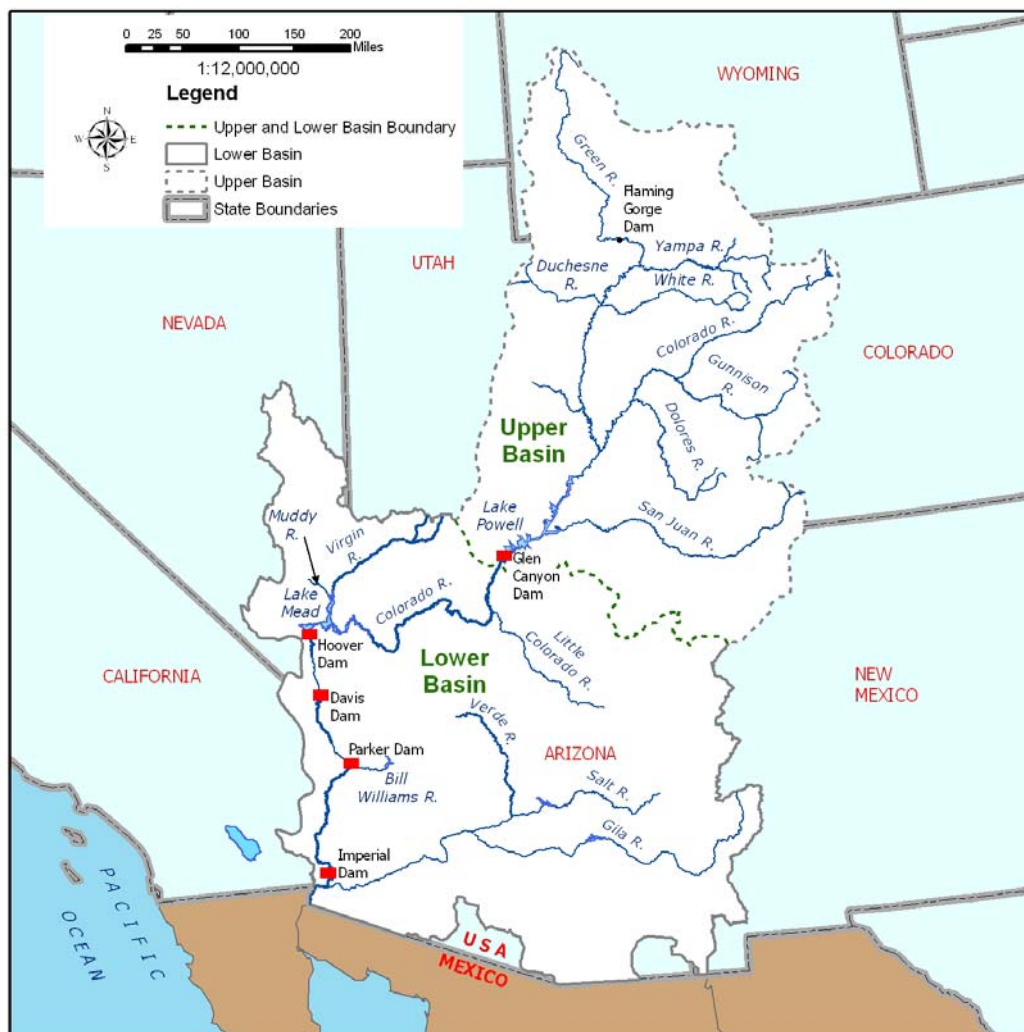 0 25 50 100 150 200
Miles
1:12,000,000
Legend
Upper and Lower Basin Boundary
Lower Basin
Upper Basin
State Boundaries
N
W E
S
WYOMING
Green R.
Flaming
Gorge
Dam
Yampa R.
UTAH
Duchesne
R.
White R.
NEVADA
Colorado R.
COLORADO
Gunnison
R.
Dolores R.
Upper
Basin
Lake
Powell
San Juan R.
Muddy
R.
Virgin
R.
Glen
Canyon
Dam
Lake
Mead
Colorado R.
Hoover
Dam
Little
Colorado R.
Lower
Basin
CALIFORNIA
NEW
MEXICO
Davis
Dam
Verde R.
Parker Dam
ARIZONA
Bill
Williams R.
Salt R.
Gila R.
Imperial
Dam
PACIFIC
OCEAN
USA
MEXICO